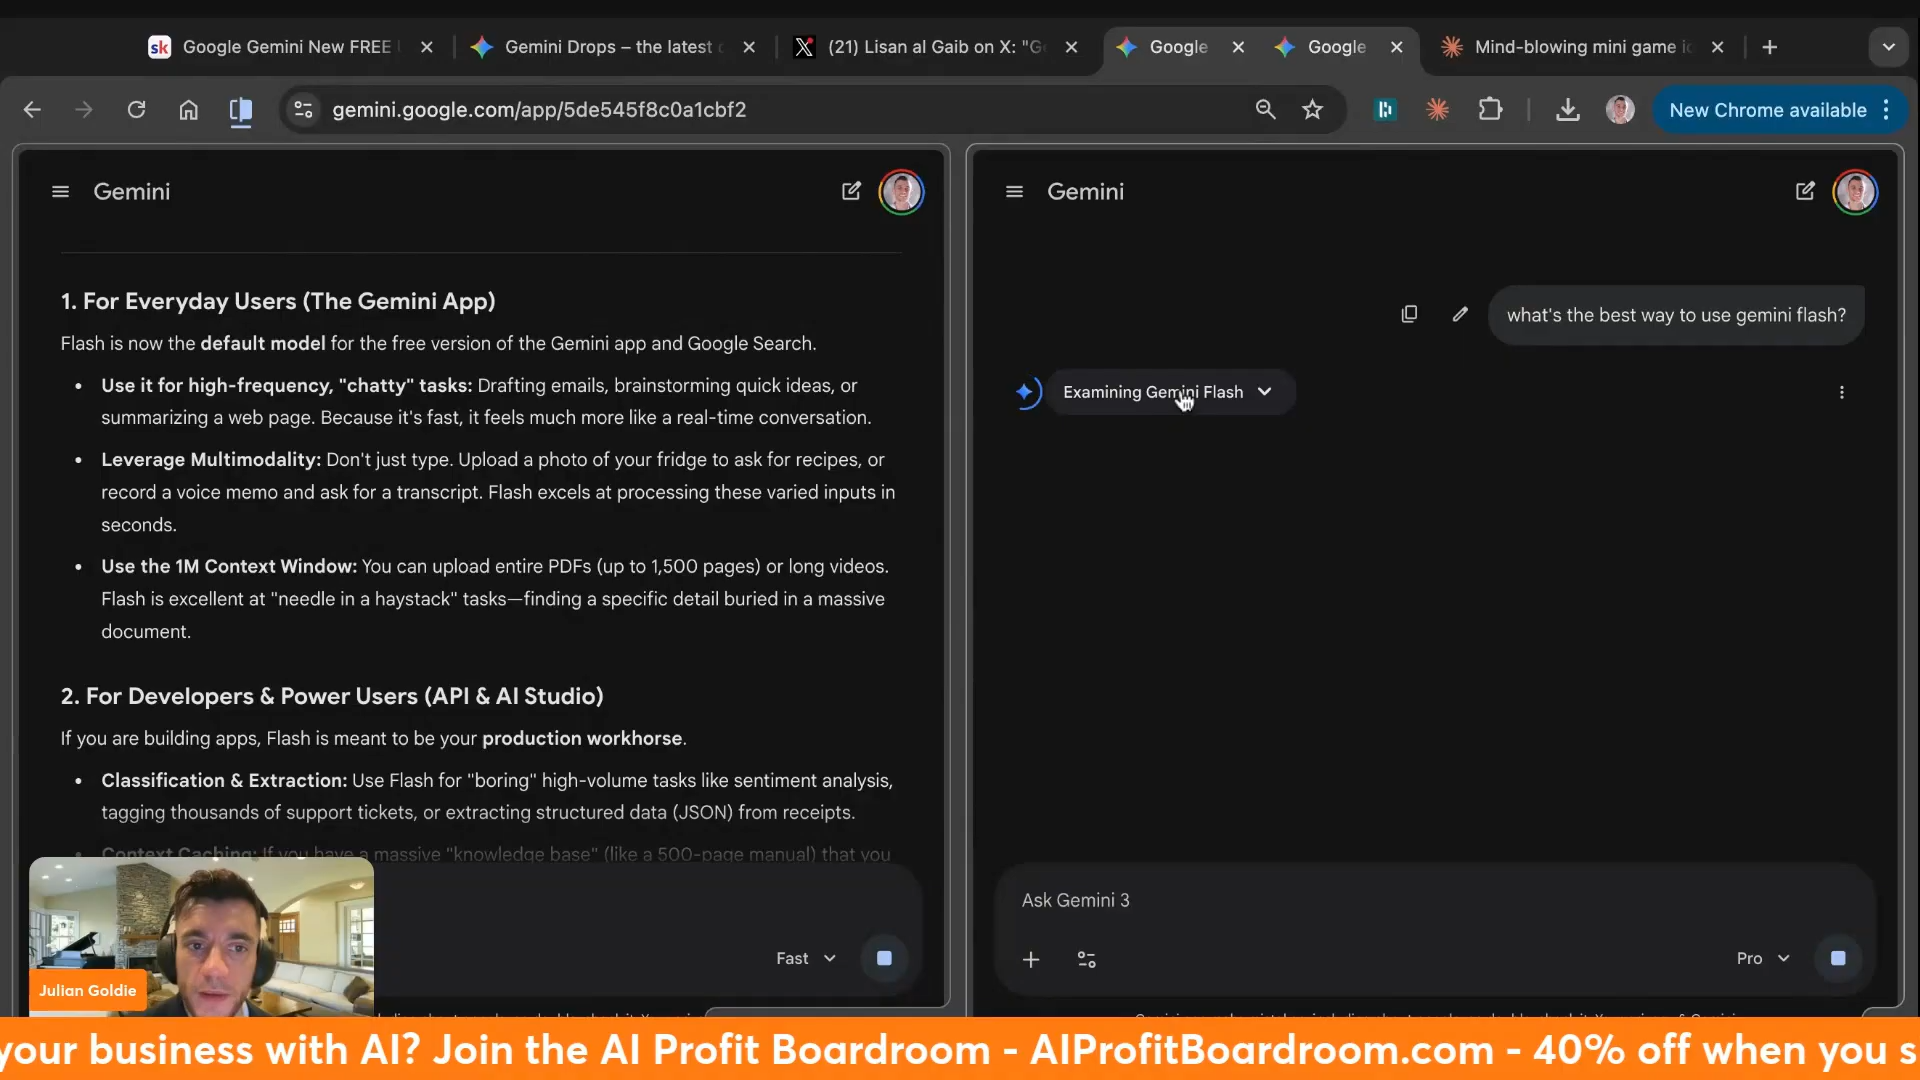 sk Google Gemini New FREE
Gemini Drops – the latest
(21) Lisan al Gaib on X: "G
Google
Google
Mind-blowing mini game i
gemini.google.com/app/5de545f8c0a1cbf2
New Chrome available
Gemini
1. For Everyday Users (The Gemini App)
Flash is now the default model for the free version of the Gemini app and Google Search.
• Use it for high-frequency, "chatty" tasks: Drafting emails, brainstorming quick ideas, or
summarizing a web page. Because it's fast, it feels much more like a real-time conversation.
• Leverage Multimodality: Don't just type. Upload a photo of your fridge to ask for recipes, or
record a voice memo and ask for a transcript. Flash excels at processing these varied inputs in
seconds.
• Use the 1M Context Window: You can upload entire PDFs (up to 1,500 pages) or long videos.
Flash is excellent at "needle in a haystack" tasks—finding a specific detail buried in a massive
document.
2. For Developers & Power Users (API & AI Studio)
If you are building apps, Flash is meant to be your production workhorse.
• Classification & Extraction: Use Flash for "boring" high-volume tasks like sentiment analysis,
tagging thousands of support tickets, or extracting structured data (JSON) from receipts.
• Context Caching: If you have a massive "knowledge base" (like a 500-page manual) that you
Fast
Gemini
what's the best way to use gemini flash?
Examining Gemini Flash
Ask Gemini 3
Pro
Julian Goldie
your business with AI? Join the AI Profit Boardroom - AIProfitBoardroom.com - 40% off when you s